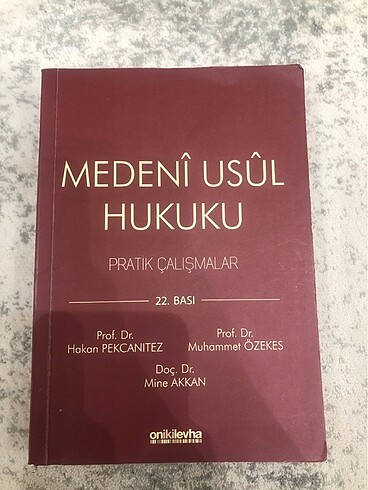 MEDENÎ USÛL
HUKUKU
PRATİK ÇALIŞMALAR
22. BASI
Prof. Dr.
Hakan PEKCANITEZ
Prof. Dr.
Muhammet ÖZEKES
Doç. Dr.
Mine AKKAN
onikilevha